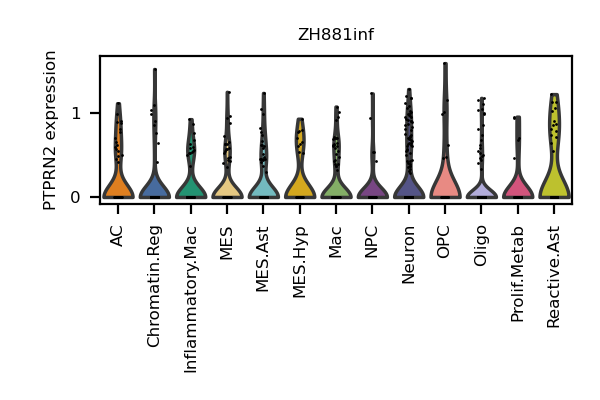 ZH881inf
PTPRN2 expression
1
0
AC
Chromatin.Reg
Inflammatory.Mac
MES
MES.Ast
MES.Hyp
Mac
NPC
Neuron
OPC
Oligo
Prolif.Metab
Reactive.Ast